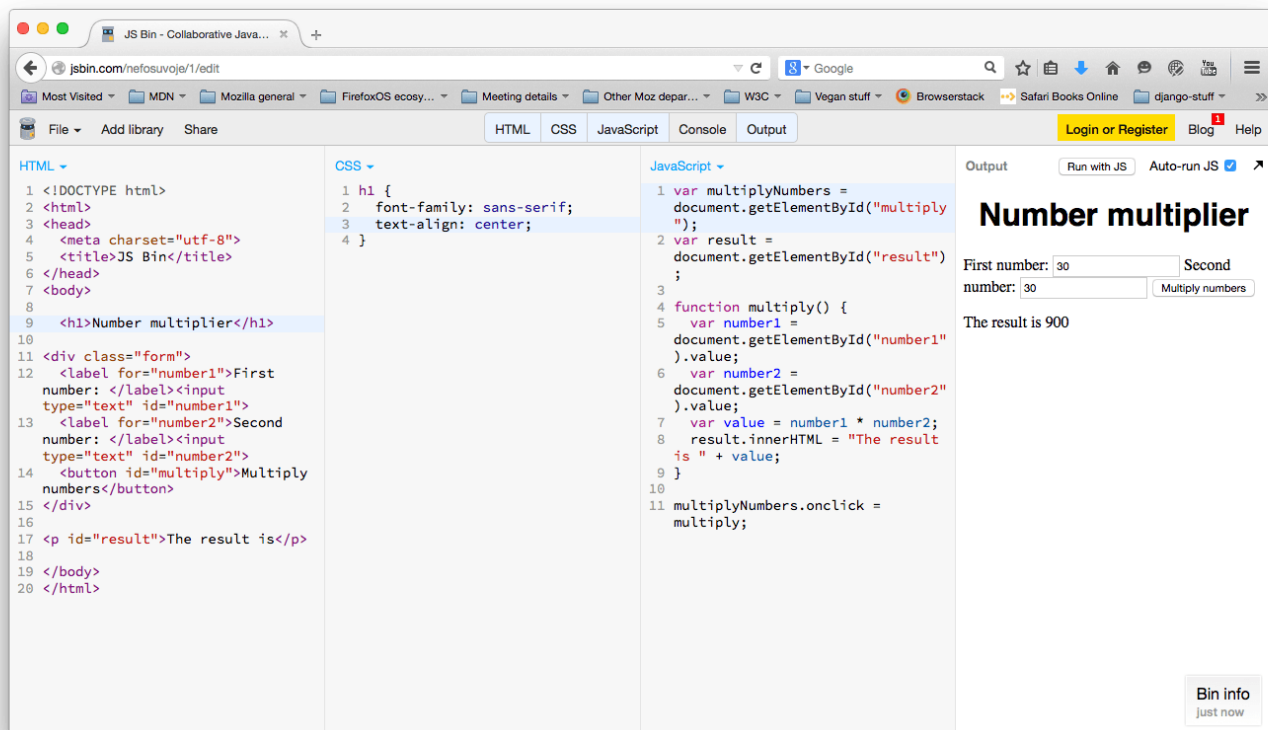 JS Bin - Collaborative Java...
jsbin.com/nefosuvoje/1/edit
Google
You Tube
Most Visited MDN Mozilla general FirefoxOS ecosy... Meeting details Other Moz depar... W3C Vegan stuff Browserstack Safari Books Online django-stuff
File Add library Share HTML CSS JavaScript Console Output Login or Register Blog 1 Help
HTML
1 <!DOCTYPE html>
2 <html>
3 <head>
4 <meta charset="utf-8">
5 <title>JS Bin</title>
6 </head>
7 <body>
8
9 <h1>Number multiplier</h1>
10
11 <div class="form">
12 <label for="number1">First
number: </label><input
type="text" id="number1">
13 <label for="number2">Second
number: </label><input
type="text" id="number2">
14 <button id="multiply">Multiply
numbers</button>
15 </div>
16
17 <p id="result">The result is</p>
18
19 </body>
20 </html>
CSS
1 h1 {
2 font-family: sans-serif;
3 text-align: center;
4 }
JavaScript
1 var multiplyNumbers =
document.getElementById("multiply
");
2 var result =
document.getElementById("result")
;
3
4 function multiply() {
5 var number1 =
document.getElementById("number1"
).value;
6 var number2 =
document.getElementById("number2"
).value;
7 var value = number1 * number2;
8 result.innerHTML = "The result
is " + value;
9 }
10
11 multiplyNumbers.onclick =
multiply;
Output Run with JS Auto-run JS
Number multiplier
First number: 30 Second
number: 30 Multiply numbers
The result is 900
Bin info
just now